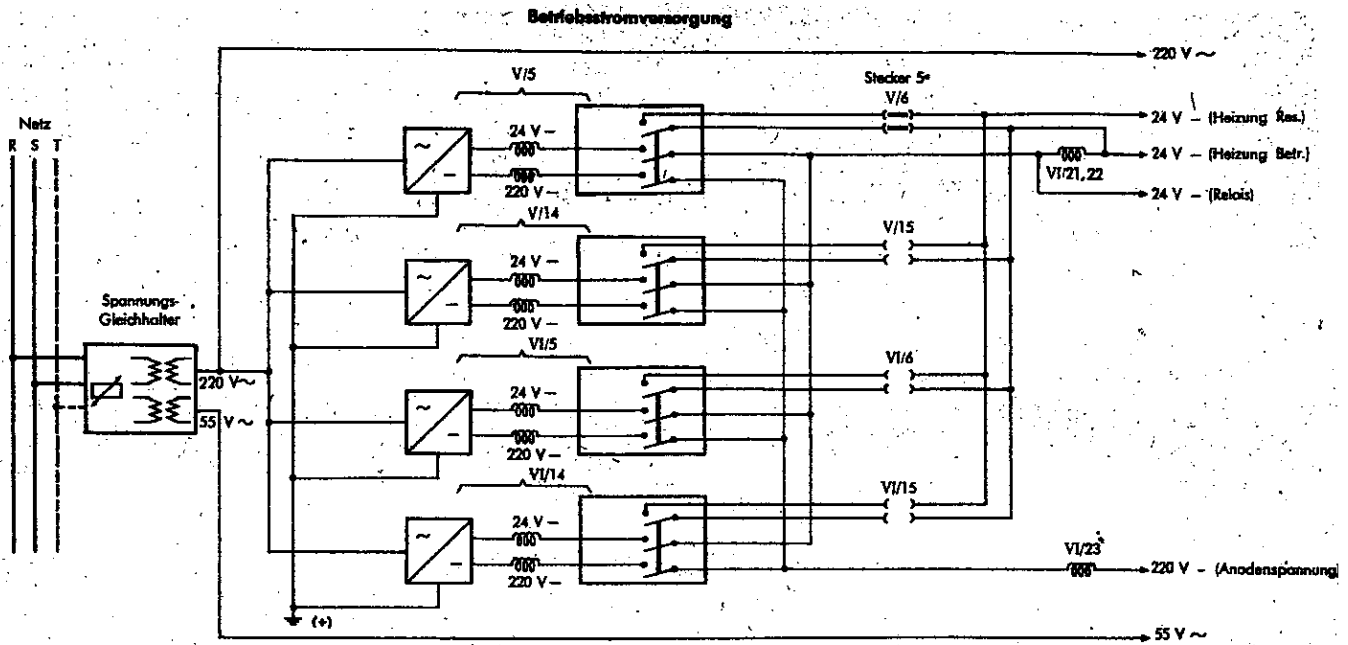 Betriebsstromversorgung
220 V ~
V/5
Stecker 5e
V/6
24 V – (Heizung Res.)
Netz
R S T
~
–
24 V –
220 V –
VI/21, 22
24 V – (Heizung Betr.)
24 V – (Relais)
V/14
V/15
~
–
24 V –
220 V –
Spannungs-
Gleichhalter
220 V ~
55 V ~
VI/5
VI/6
~
–
24 V –
220 V –
VI/14
VI/15
~
–
24 V –
220 V –
VI/23
220 V – (Anodenspannung)
(+)
55 V ~